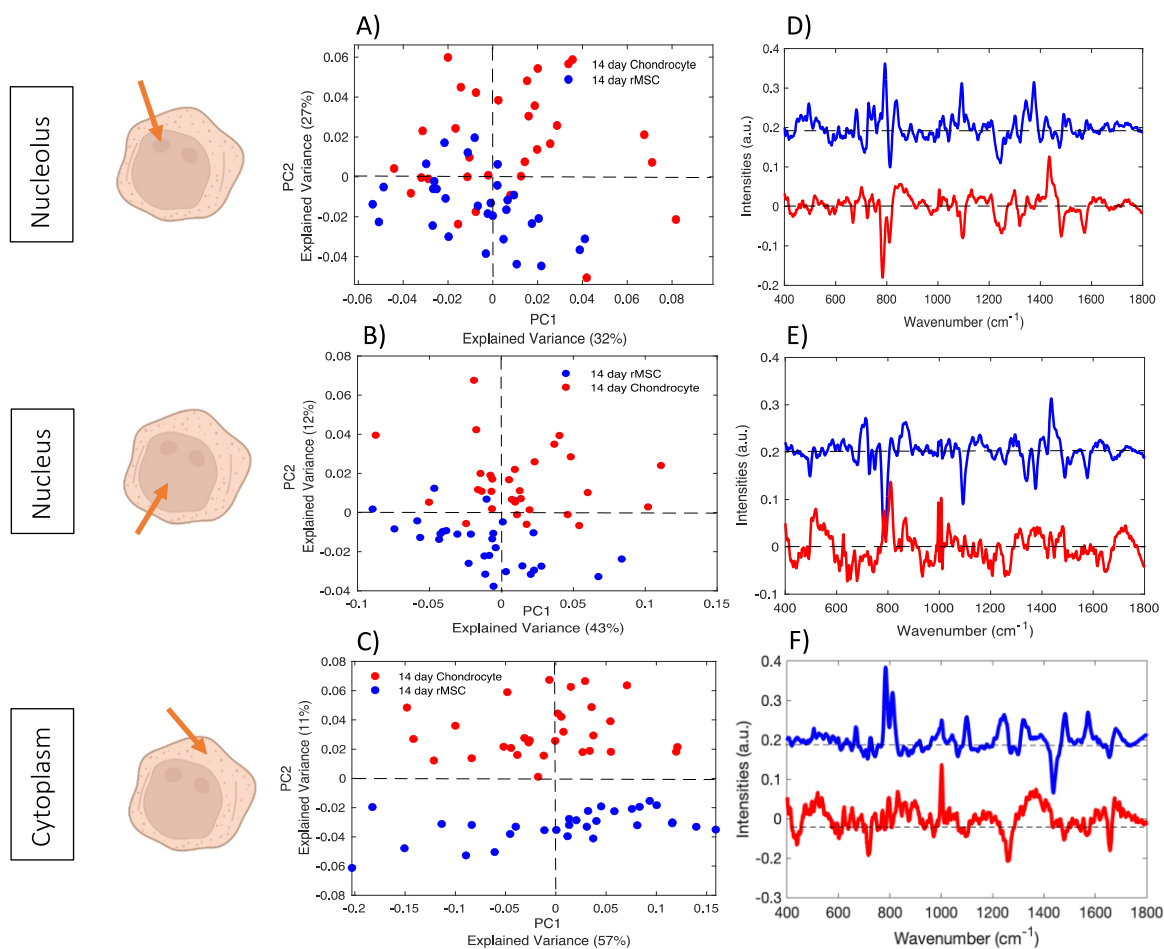 Nucleolus
A)
0.06
0.04
0.02
0
-0.02
-0.04
PC2
Explained Variance (27%)
14 day Chondrocyte
14 day rMSC
-0.06
-0.04
-0.02
0
0.02
0.04
0.06
0.08
PC1
Explained Variance (32%)
D)
0.4
0.3
0.2
0.1
0
-0.1
-0.2
Intensities (a.u.)
400
600
800
1000
1200
1400
1600
1800
Wavenumber (cm⁻¹)
Nucleus
B)
0.08
0.06
0.04
0.02
0
-0.02
-0.04
PC2
Explained Variance (12%)
14 day rMSC
14 day Chondrocyte
-0.1
-0.05
0
0.05
0.1
0.15
PC1
Explained Variance (43%)
E)
0.4
0.3
0.2
0.1
0
-0.1
Intensities (a.u.)
400
600
800
1000
1200
1400
1600
1800
Wavenumber (cm⁻¹)
Cytoplasm
C)
0.08
0.06
0.04
0.02
0
-0.02
-0.04
-0.06
-0.08
PC2
Explained Variance (11%)
14 day Chondrocyte
14 day rMSC
-0.2
-0.15
-0.1
-0.05
0
0.05
0.1
0.15
PC1
Explained Variance (57%)
F)
0.4
0.3
0.2
0.1
-0
-0.1
-0.2
-0.3
Intensities (a.u.)
400
600
800
1000
1200
1400
1600
1800
Wavenumber (cm⁻¹)